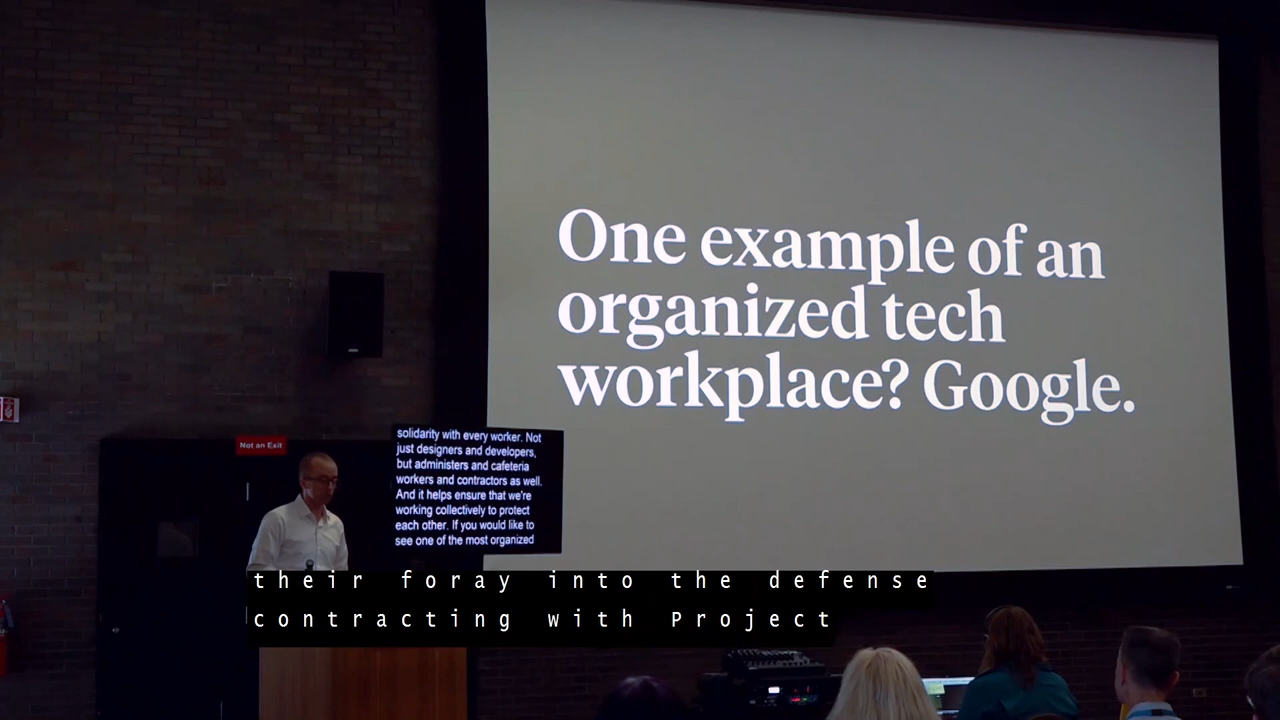 One example of an
organized tech
workplace? Google.
Not an Exit
solidarity with every worker. Not
just designers and developers,
but administers and cafeteria
workers and contractors as well.
And it helps ensure that we're
working collectively to protect
each other. If you would like to
see one of the most organized
their foray into the defense
contracting with Project